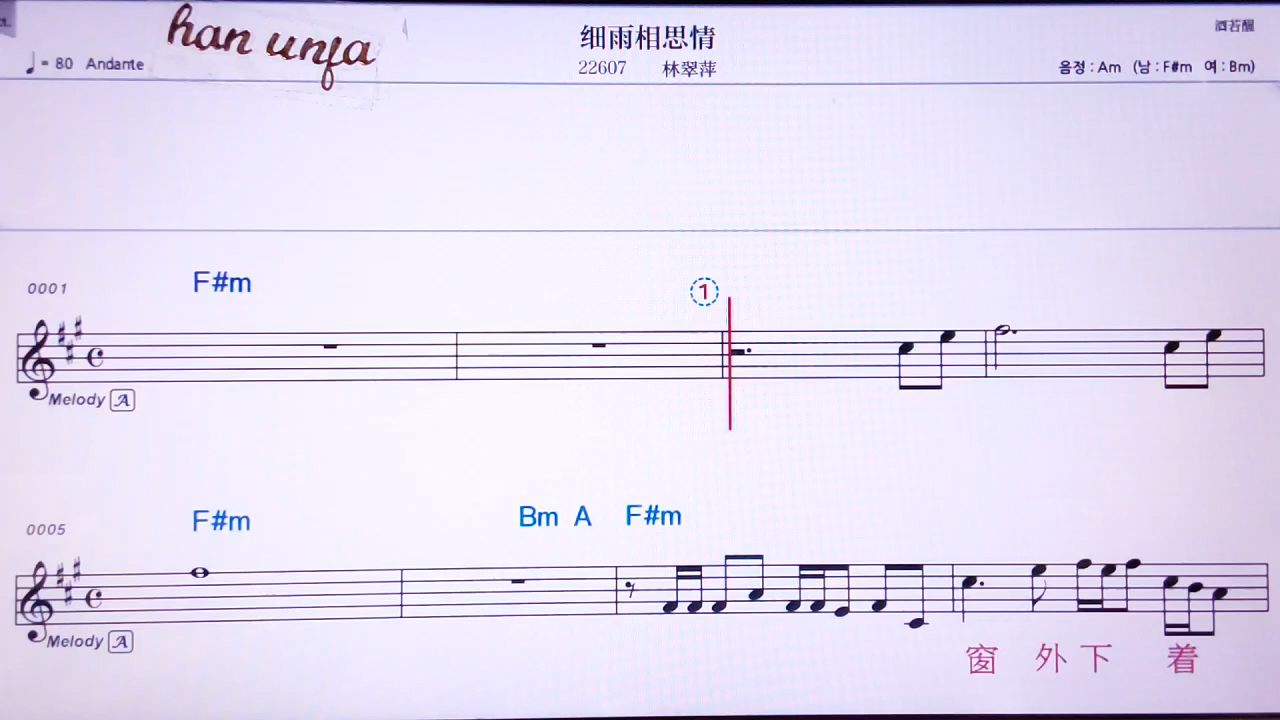 han unfa
细雨相思情
酒若醒
♩= 80 Andante
22607 林翠萍
음정 : Am (남 : F#m 여 : Bm)
0001
F#m
1
Melody A
0005
F#m Bm A F#m
Melody A
窗 外 下 着